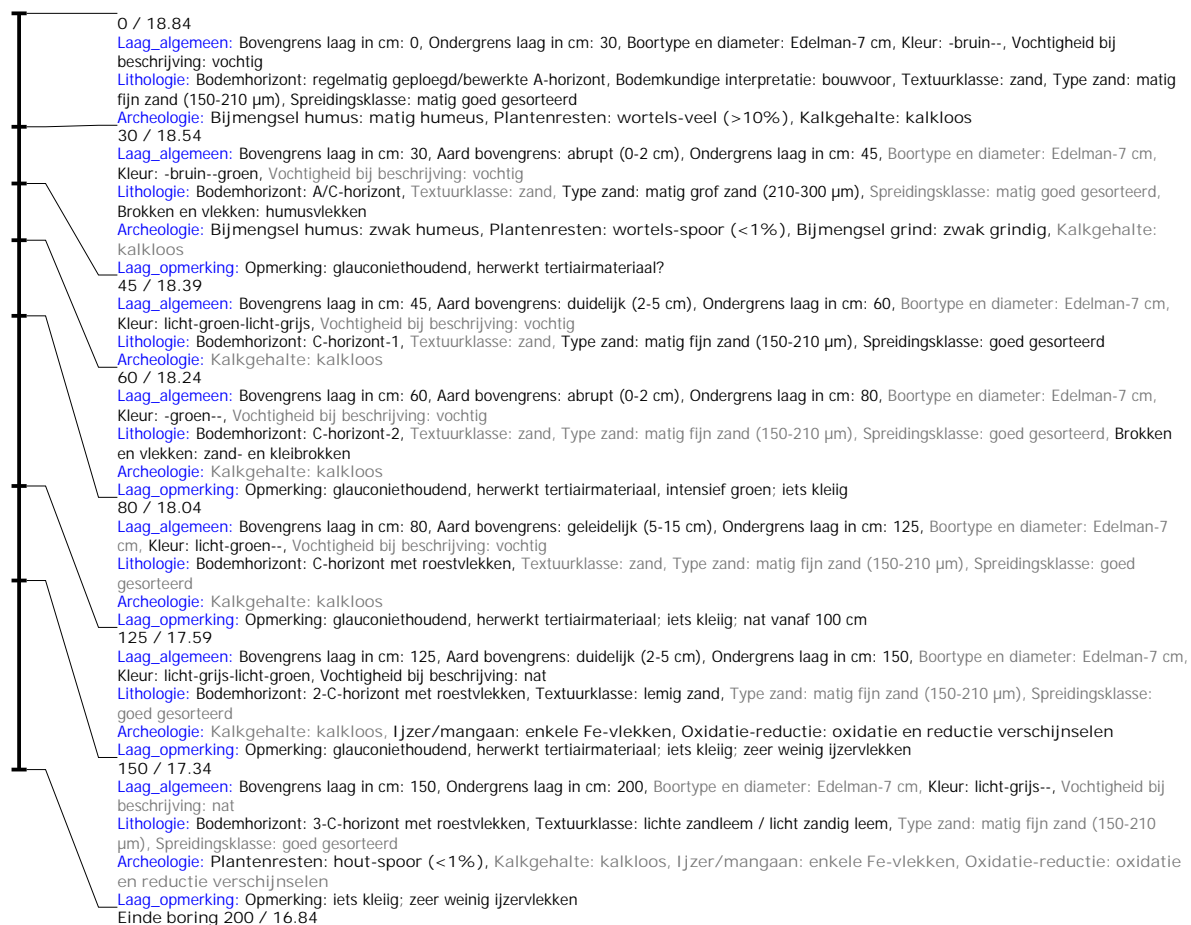 0 / 18.84
Laag_algemeen: Bovengrens laag in cm: 0, Ondergrens laag in cm: 30, Boortype en diameter: Edelman-7 cm, Kleur: -bruin--, Vochtigheid bij
beschrijving: vochtig
Lithologie: Bodemhorizont: regelmatig geploegd/bewerkte A-horizont, Bodemkundige interpretatie: bouwvoor, Textuurklasse: zand, Type zand: matig
fijn zand (150-210 µm), Spreidingsklasse: matig goed gesorteerd
Archeologie: Bijmengsel humus: matig humeus, Plantenresten: wortels-veel (>10%), Kalkgehalte: kalkloos
30 / 18.54
Laag_algemeen: Bovengrens laag in cm: 30, Aard bovengrens: abrupt (0-2 cm), Ondergrens laag in cm: 45, Boortype en diameter: Edelman-7 cm,
Kleur: -bruin--groen, Vochtigheid bij beschrijving: vochtig
Lithologie: Bodemhorizont: A/C-horizont, Textuurklasse: zand, Type zand: matig grof zand (210-300 µm), Spreidingsklasse: matig goed gesorteerd,
Brokken en vlekken: humusvlekken
Archeologie: Bijmengsel humus: zwak humeus, Plantenresten: wortels-spoor (<1%), Bijmengsel grind: zwak grindig, Kalkgehalte:
kalkloos
Laag_opmerking: Opmerking: glauconiethoudend, herwerkt tertiairmateriaal?
45 / 18.39
Laag_algemeen: Bovengrens laag in cm: 45, Aard bovengrens: duidelijk (2-5 cm), Ondergrens laag in cm: 60, Boortype en diameter: Edelman-7 cm,
Kleur: licht-groen-licht-grijs, Vochtigheid bij beschrijving: vochtig
Lithologie: Bodemhorizont: C-horizont-1, Textuurklasse: zand, Type zand: matig fijn zand (150-210 µm), Spreidingsklasse: goed gesorteerd
Archeologie: Kalkgehalte: kalkloos
60 / 18.24
Laag_algemeen: Bovengrens laag in cm: 60, Aard bovengrens: abrupt (0-2 cm), Ondergrens laag in cm: 80, Boortype en diameter: Edelman-7 cm,
Kleur: -groen--, Vochtigheid bij beschrijving: vochtig
Lithologie: Bodemhorizont: C-horizont-2, Textuurklasse: zand, Type zand: matig fijn zand (150-210 µm), Spreidingsklasse: goed gesorteerd, Brokken
en vlekken: zand- en kleibrokken
Archeologie: Kalkgehalte: kalkloos
Laag_opmerking: Opmerking: glauconiethoudend, herwerkt tertiairmateriaal, intensief groen; iets kleiig
80 / 18.04
Laag_algemeen: Bovengrens laag in cm: 80, Aard bovengrens: geleidelijk (5-15 cm), Ondergrens laag in cm: 125, Boortype en diameter: Edelman-7
cm, Kleur: licht-groen--, Vochtigheid bij beschrijving: vochtig
Lithologie: Bodemhorizont: C-horizont met roestvlekken, Textuurklasse: zand, Type zand: matig fijn zand (150-210 µm), Spreidingsklasse: goed
gesorteerd
Archeologie: Kalkgehalte: kalkloos
Laag_opmerking: Opmerking: glauconiethoudend, herwerkt tertiairmateriaal; iets kleiig; nat vanaf 100 cm
125 / 17.59
Laag_algemeen: Bovengrens laag in cm: 125, Aard bovengrens: duidelijk (2-5 cm), Ondergrens laag in cm: 150, Boortype en diameter: Edelman-7 cm,
Kleur: licht-grijs-licht-groen, Vochtigheid bij beschrijving: nat
Lithologie: Bodemhorizont: 2-C-horizont met roestvlekken, Textuurklasse: lemig zand, Type zand: matig fijn zand (150-210 µm), Spreidingsklasse:
goed gesorteerd
Archeologie: Kalkgehalte: kalkloos, Ijzer/mangaan: enkele Fe-vlekken, Oxidatie-reductie: oxidatie en reductie verschijnselen
Laag_opmerking: Opmerking: glauconiethoudend, herwerkt tertiairmateriaal; iets kleiig; zeer weinig ijzervlekken
150 / 17.34
Laag_algemeen: Bovengrens laag in cm: 150, Ondergrens laag in cm: 200, Boortype en diameter: Edelman-7 cm, Kleur: licht-grijs--, Vochtigheid bij
beschrijving: nat
Lithologie: Bodemhorizont: 3-C-horizont met roestvlekken, Textuurklasse: lichte zandleem / licht zandig leem, Type zand: matig fijn zand (150-210
µm), Spreidingsklasse: goed gesorteerd
Archeologie: Plantenresten: hout-spoor (<1%), Kalkgehalte: kalkloos, Ijzer/mangaan: enkele Fe-vlekken, Oxidatie-reductie: oxidatie
en reductie verschijnselen
Laag_opmerking: Opmerking: iets kleiig; zeer weinig ijzervlekken
Einde boring 200 / 16.84